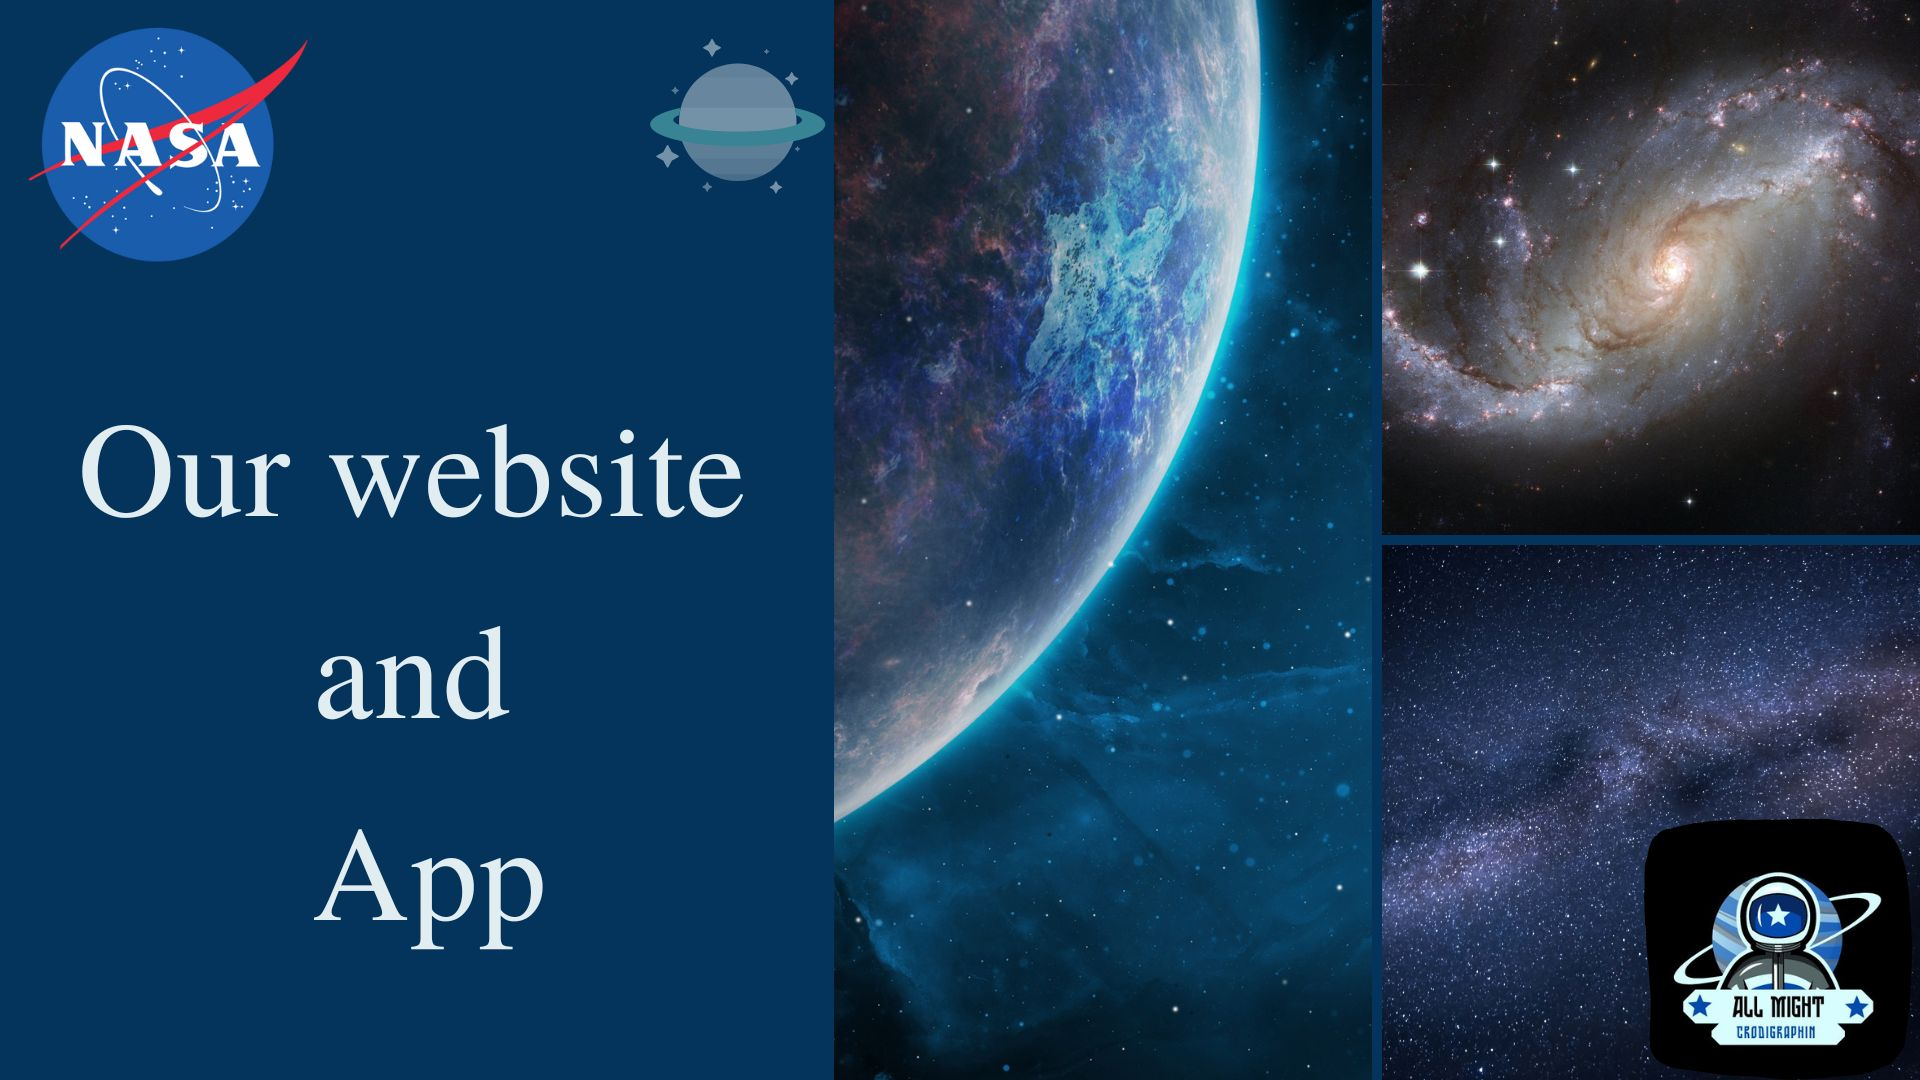 NASA
Our website
and
App
ALL MIGHT
CRODIGRAPHIN